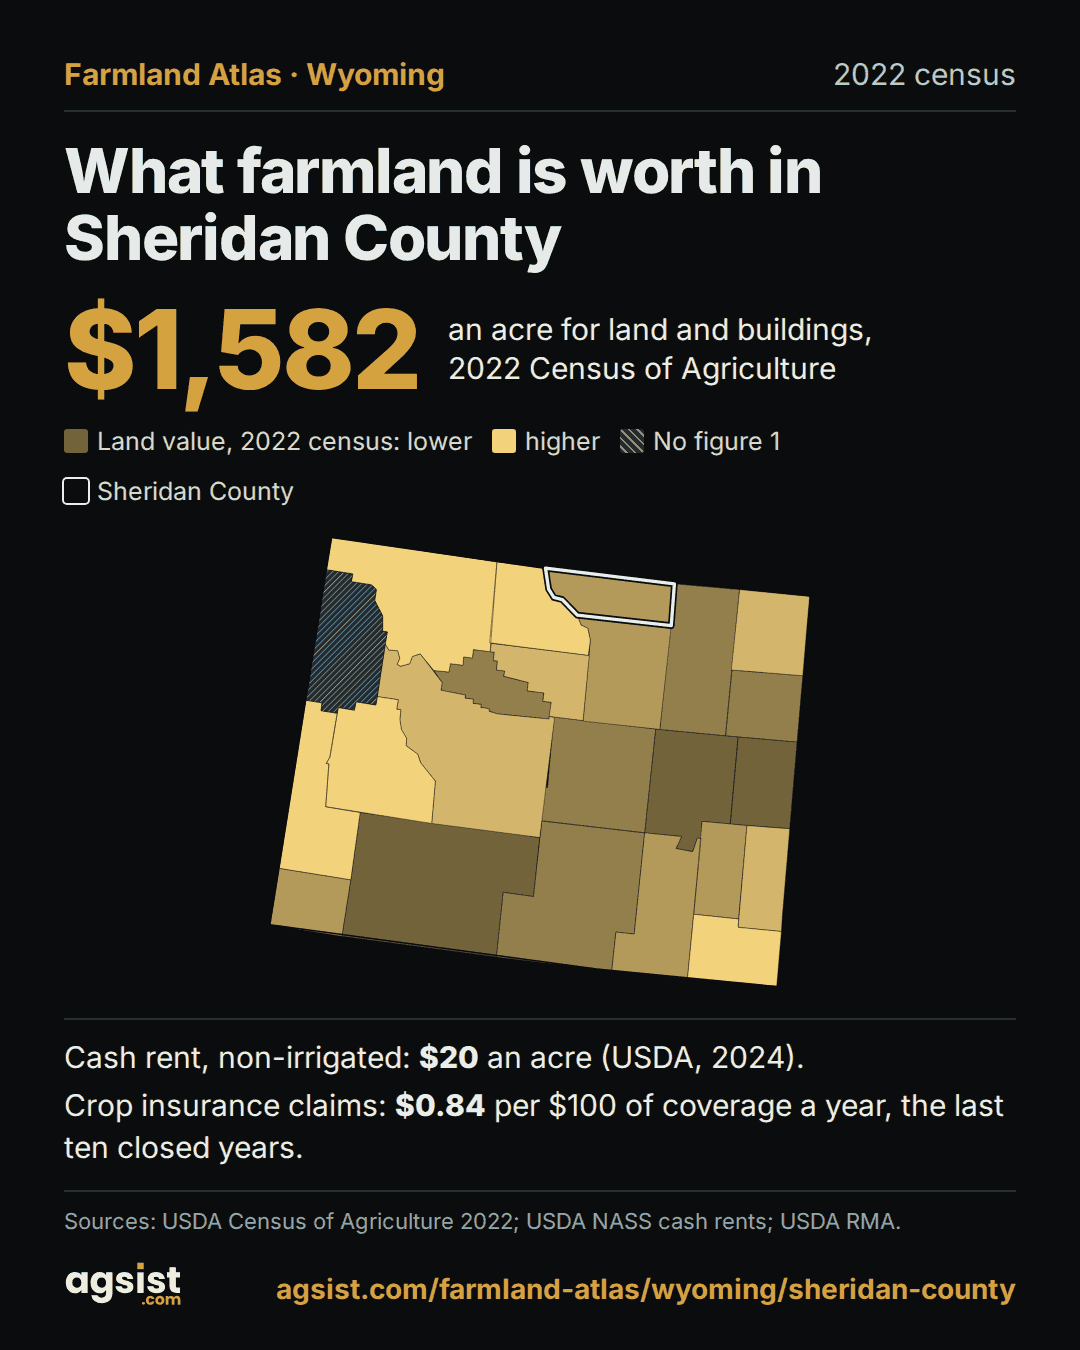 Farmland Atlas · Wyoming
2022 census
What farmland is worth in
Sheridan County
$1,582
an acre for land and buildings,
2022 Census of Agriculture
Land value, 2022 census: lower
higher
No figure 1
Sheridan County
Cash rent, non-irrigated: $20 an acre (USDA, 2024).
Crop insurance claims: $0.84 per $100 of coverage a year, the last
ten closed years.
Sources: USDA Census of Agriculture 2022; USDA NASS cash rents; USDA RMA.
agsist
.com
agsist.com/farmland-atlas/wyoming/sheridan-county